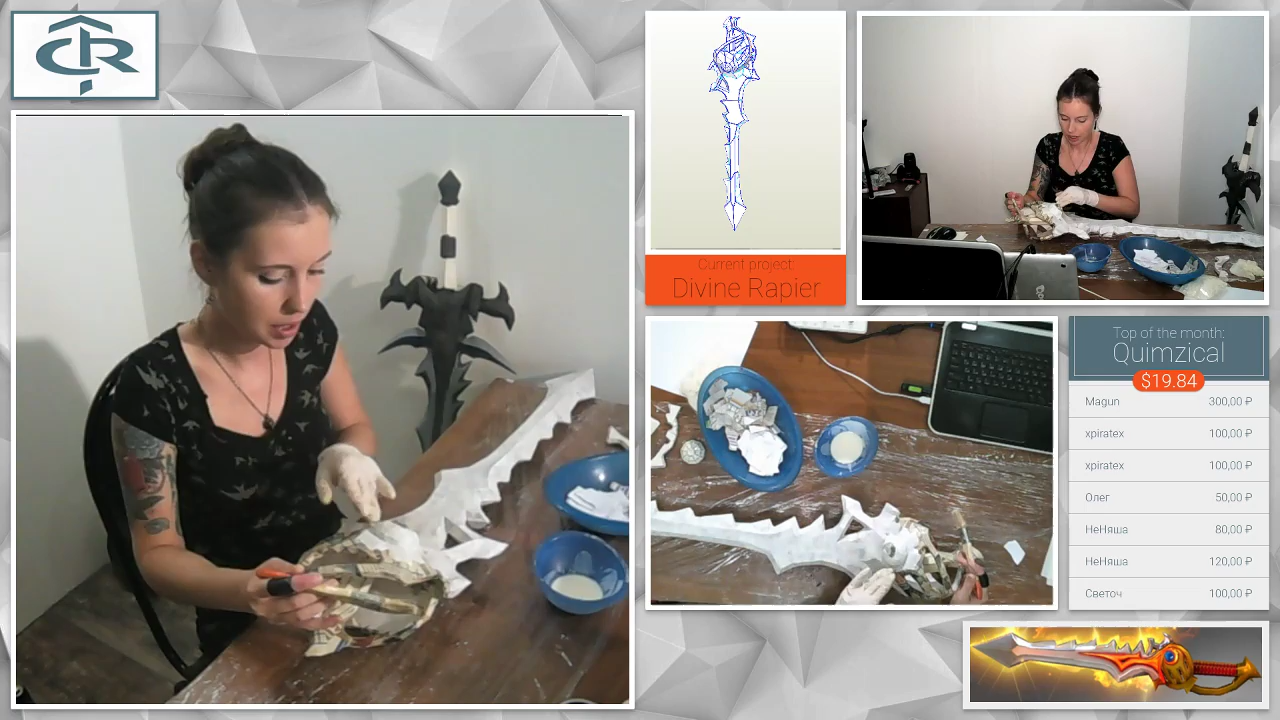 CR
Current project:
Divine Rapier
Top of the month:
Quimzical
$19.84
Magun 300,00 ₽
xpiratex 100,00 ₽
xpiratex 100,00 ₽
Олег 50,00 ₽
НеНяша 80,00 ₽
НеНяша 120,00 ₽
Светоч 100,00 ₽